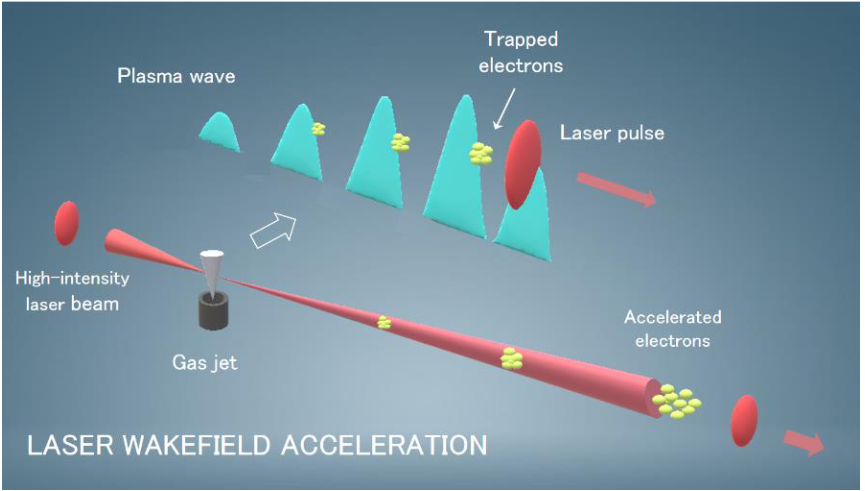 Trapped
electrons
Plasma wave
Laser pulse
High-intensity
laser beam
Gas jet
Accelerated
electrons
LASER WAKEFIELD ACCELERATION